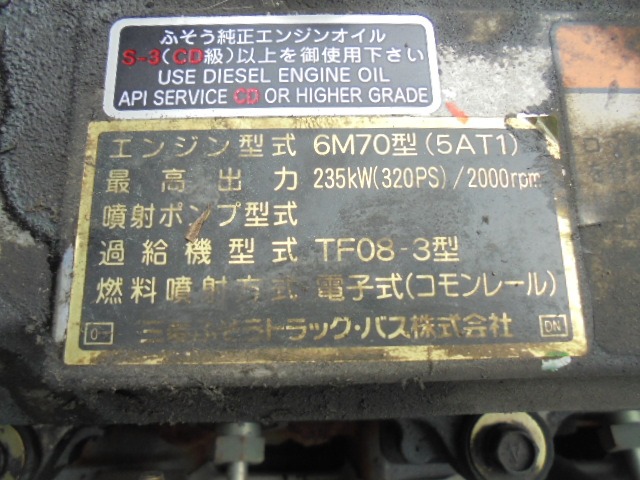 ふそう純正エンジンオイル
S-3(CD級)以上を御使用下さい
USE DIESEL ENGINE OIL
API SERVICE CD OR HIGHER GRADE
エンジン型式 6M70型(5AT1)
最高出力 235kW(320PS)/2000rpm
噴射ポンプ型式
過給機型式 TF08-3型
燃料噴射方式 電子式(コモンレール)
三菱ふそうトラック・バス株式会社
DN